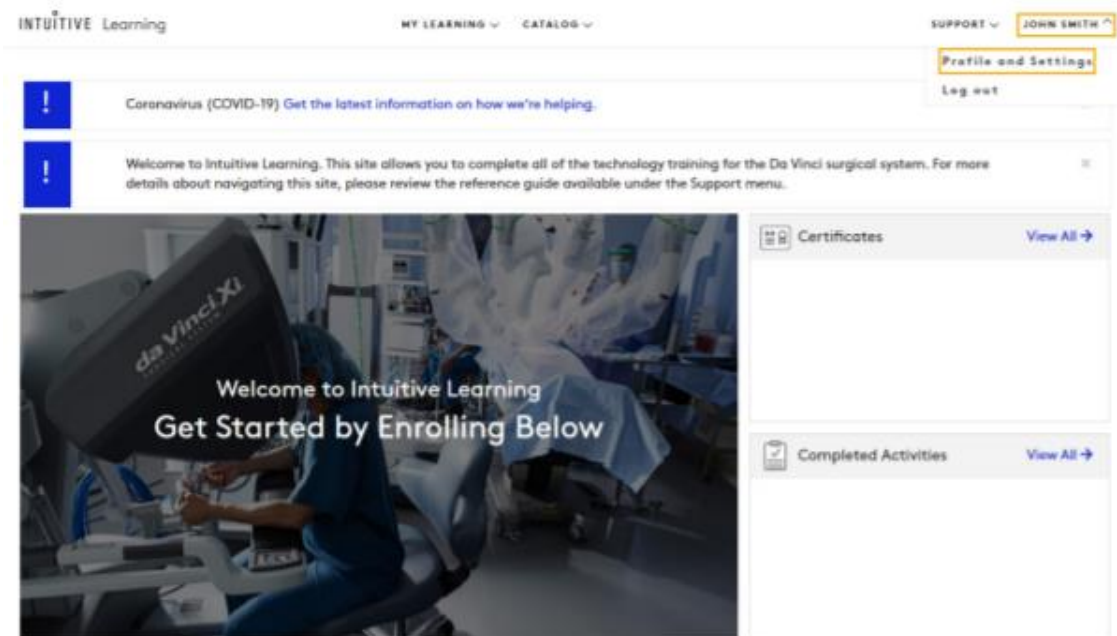 INTUITIVE Learning
MY LEARNING
CATALOG
SUPPORT
JOHN SMITH
Profile and Settings
Log out
!
Coronavirus (COVID-19) Get the latest information on how we're helping.
!
Welcome to Intuitive Learning. This site allows you to complete all of the technology training for the Da Vinci surgical system. For more
details about navigating this site, please review the reference guide available under the Support menu.
da Vinci Xi
Welcome to Intuitive Learning
Get Started by Enrolling Below
Certificates
View All →
Completed Activities
View All →